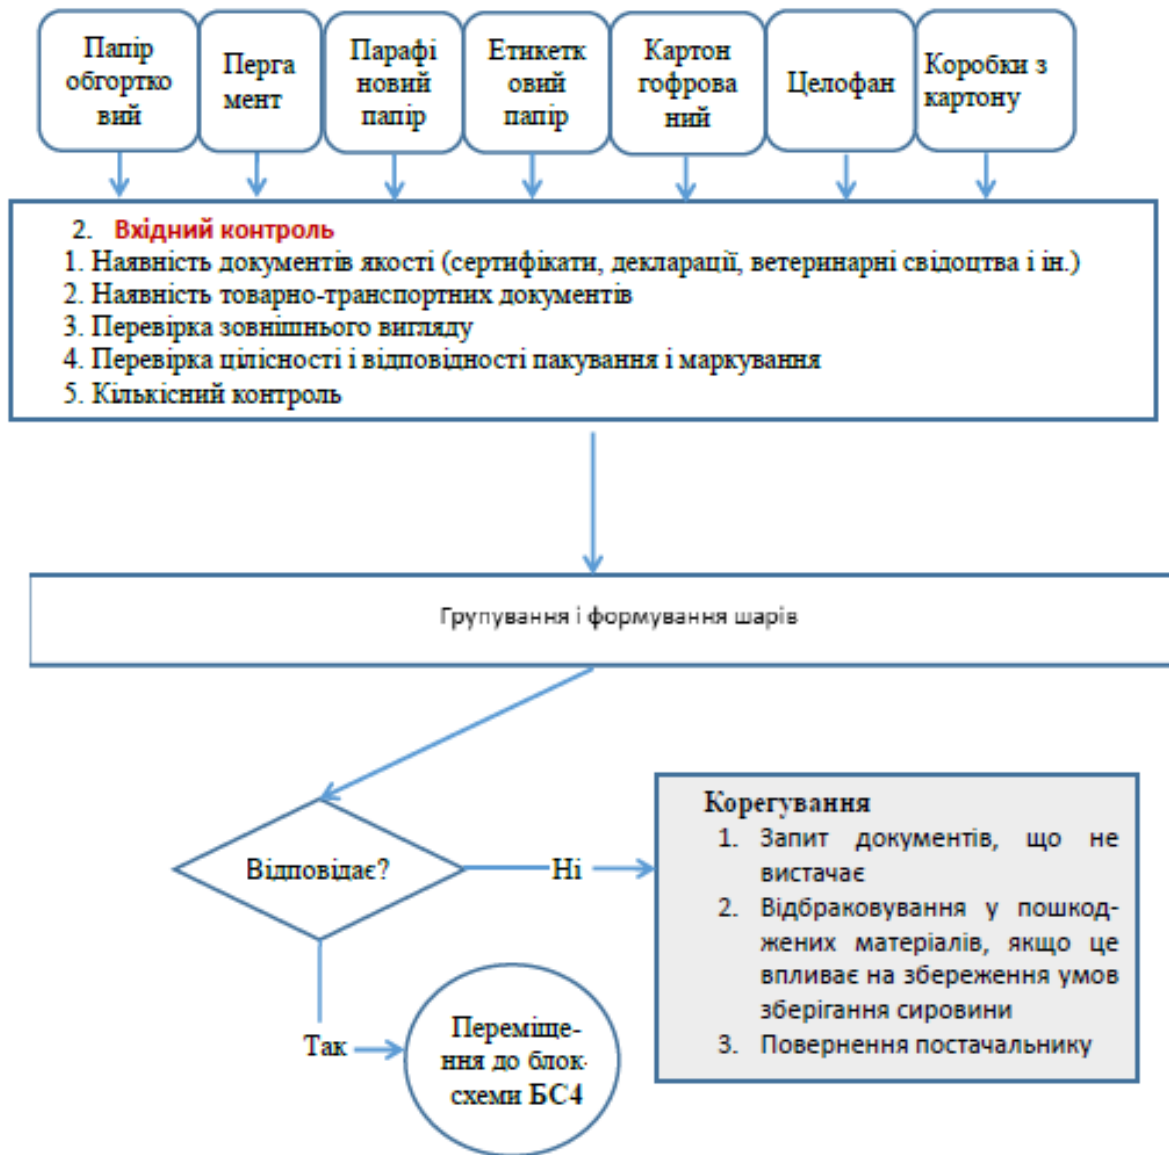 Папір
обгортко
вий
Перга
мент
Парафі
новий
папір
Етикетк
овий
папір
Картон
гофрова
ний
Целофан
Коробки з
картону
2. Вхідний контроль
1. Наявність документів якості (сертифікати, декларації, ветеринарні свідоцтва і ін.)
2. Наявність товарно-транспортних документів
3. Перевірка зовнішнього вигляду
4. Перевірка цілісності і відповідності пакування і маркування
5. Кількісний контроль
Групування і формування шарів
Відповідає?
Ні
Корегування
1. Запит документів, що не
вистачає
2. Відбраковування у пошкод-
жених матеріалів, якщо це
впливає на збереження умов
зберігання сировини
3. Повернення постачальнику
Так
Переміще-
ння до блок-
схеми БС4